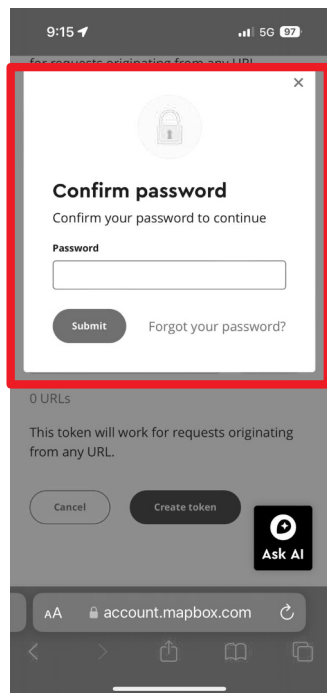 9:15
5G 97
for requests originating from any URL
×
Confirm password
Confirm your password to continue
Password
Submit
Forgot your password?
0 URLs
This token will work for requests originating
from any URL.
Cancel
Create token
Ask AI
AA account.mapbox.com